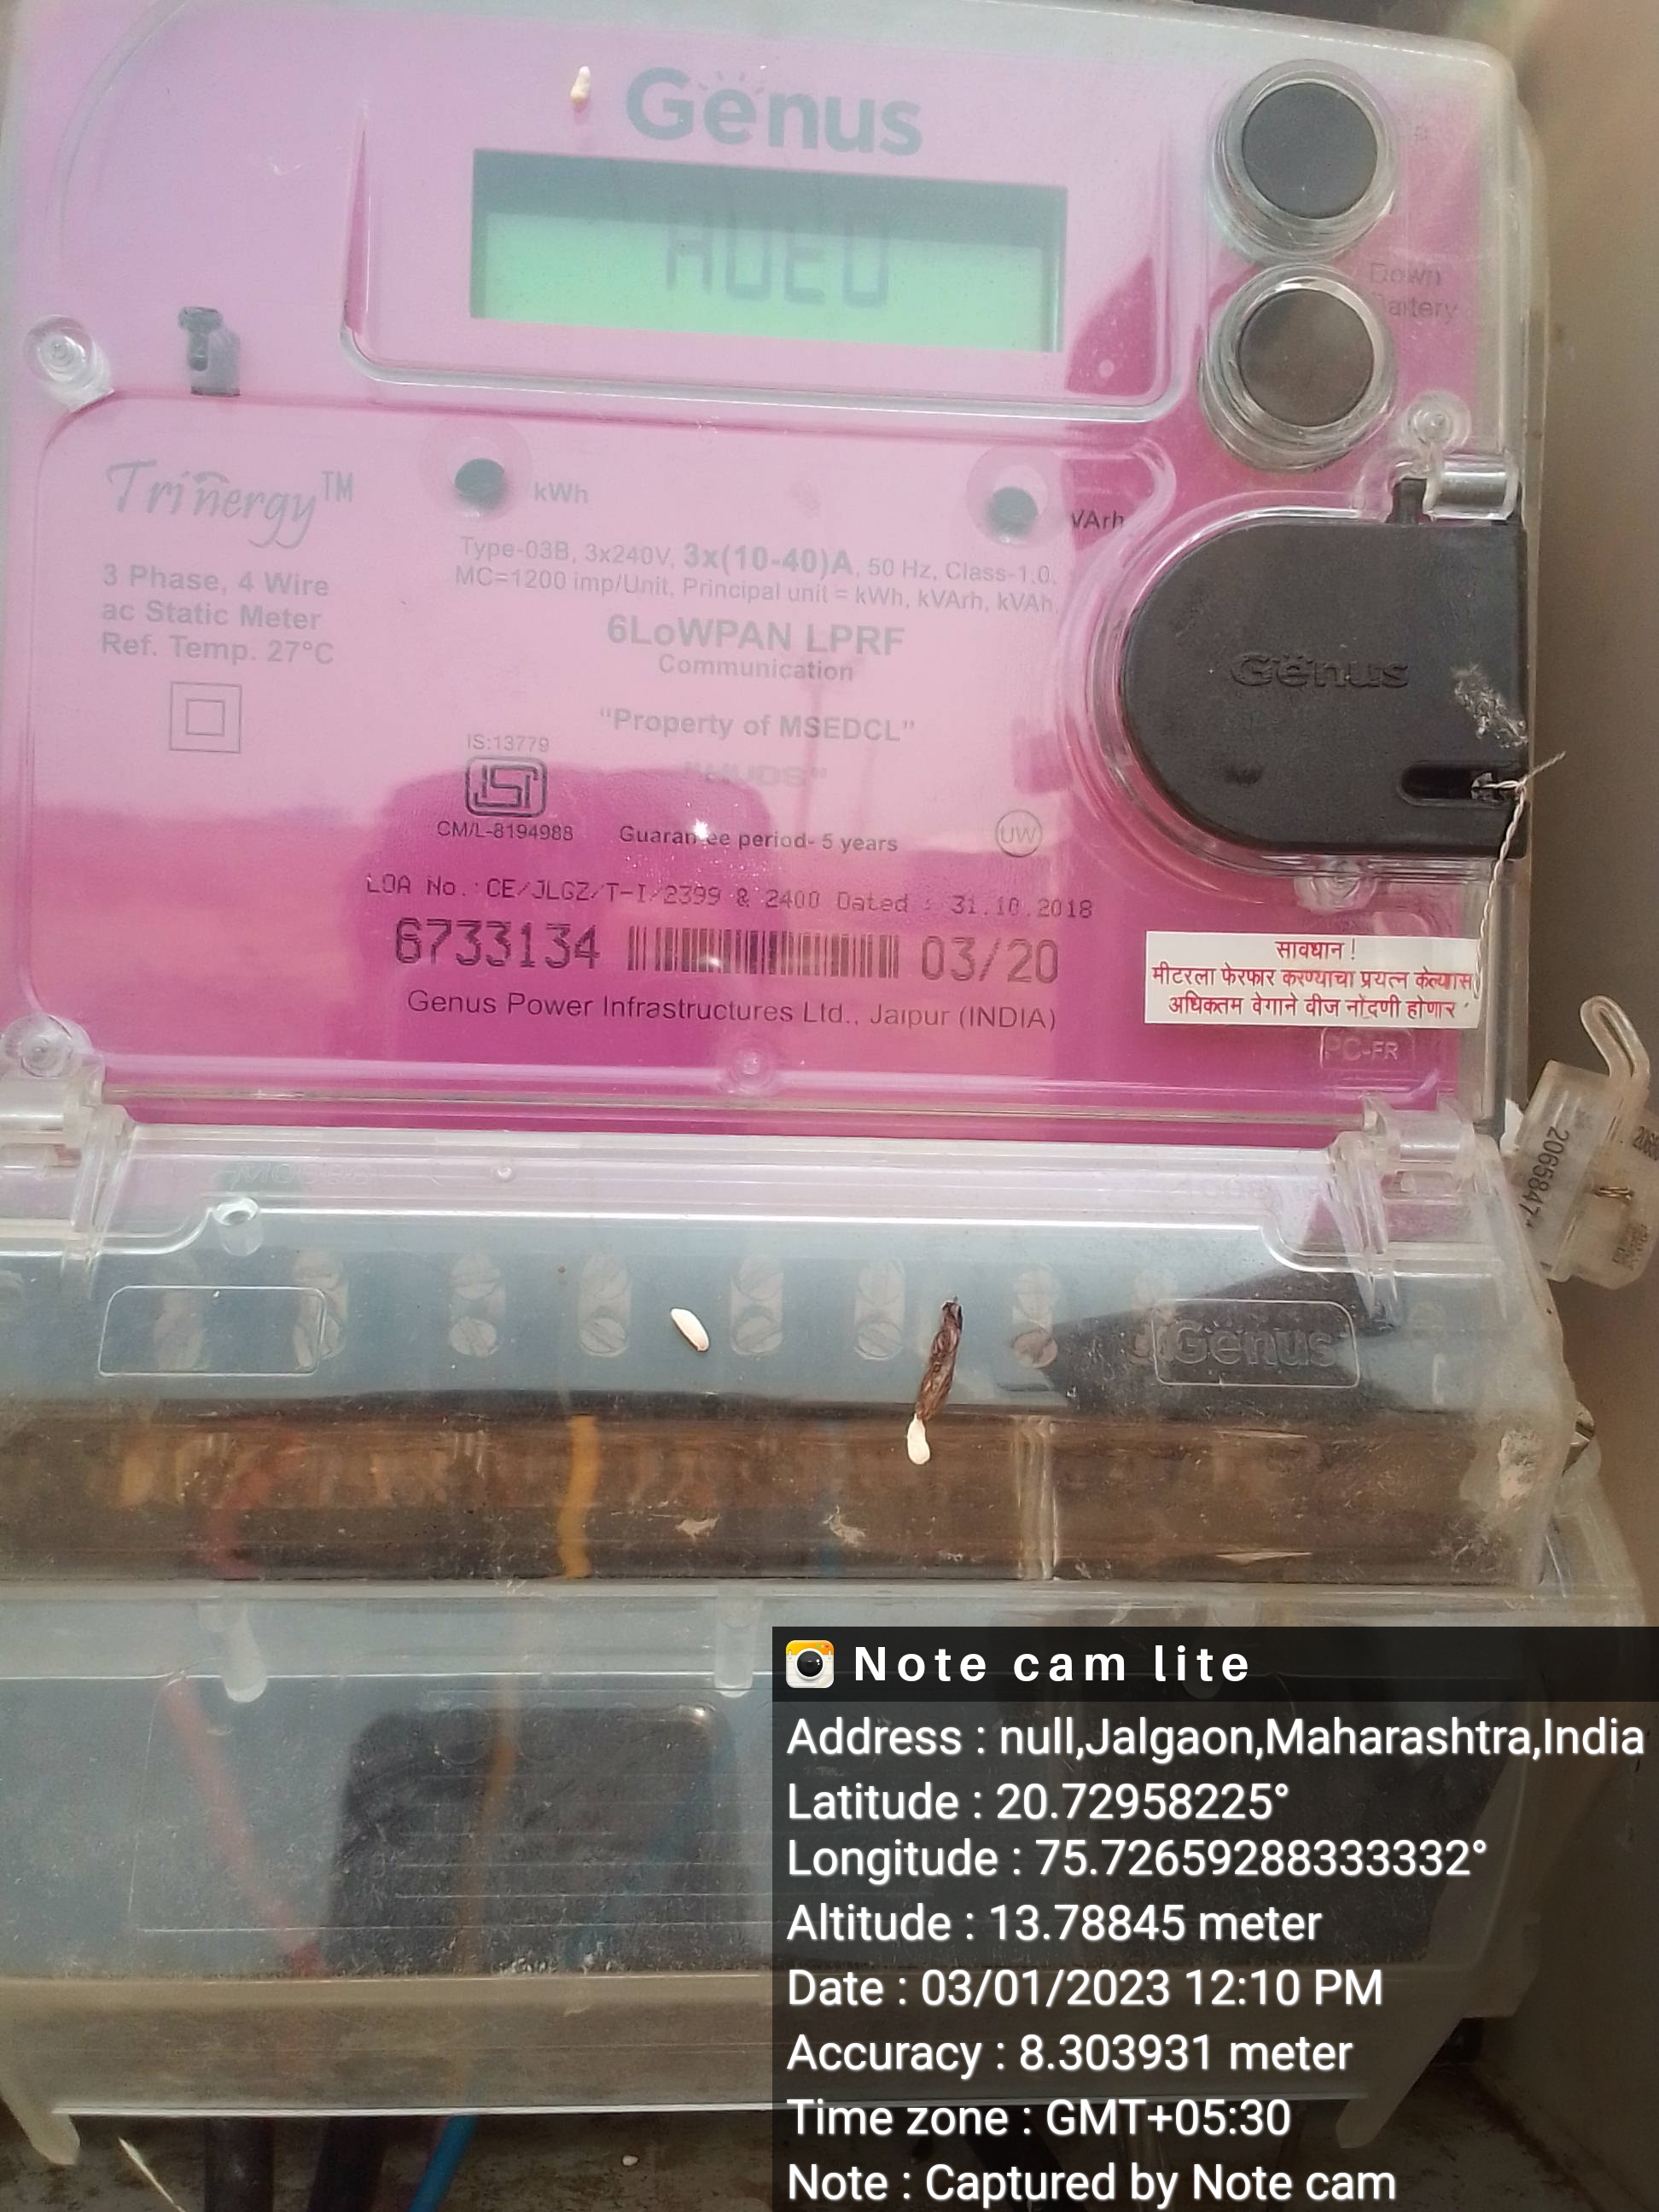 Genus
Down
Battery
Trinergy™
kWh
VArh
Type-03B, 3x240V, 3x(10-40)A, 50 Hz, Class-1.0.
MC=1200 imp/Unit, Principal unit = kWh, kVArh, kVAh
3 Phase, 4 Wire
ac Static Meter
Ref. Temp. 27°C
6LoWPAN LPRF
Communication
Genus
"Property of MSEDCL"
IS:13779
CM/L-8194988
Guarantee period- 5 years
UW
LOA No.:CE/JLGZ/T-I/2399 & 2400 Dated : 31.10.2018
6733134
03/20
Genus Power Infrastructures Ltd., Jaipur (INDIA)
सावधान !
मीटरला फेरफार करण्याचा प्रयत्न केल्यास
अधिकतम वेगाने वीज नोंदणी होणार
PC-FR
2065847
Genus
Note cam lite
Address : null,Jalgaon,Maharashtra,India
Latitude : 20.72958225°
Longitude : 75.72659288333332°
Altitude : 13.78845 meter
Date : 03/01/2023 12:10 PM
Accuracy : 8.303931 meter
Time zone : GMT+05:30
Note : Captured by Note cam